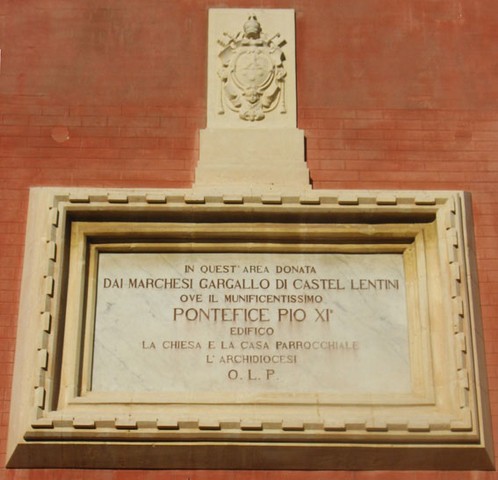 IN QUEST' AREA DONATA
DAI MARCHESI GARGALLO DI CASTEL LENTINI
OVE IL MUNIFICENTISSIMO
PONTEFICE PIO XI°
EDIFICO
LA CHIESA E LA CASA PARROCCHIALE
L' ARCHIDIOCESI
O. L. P.